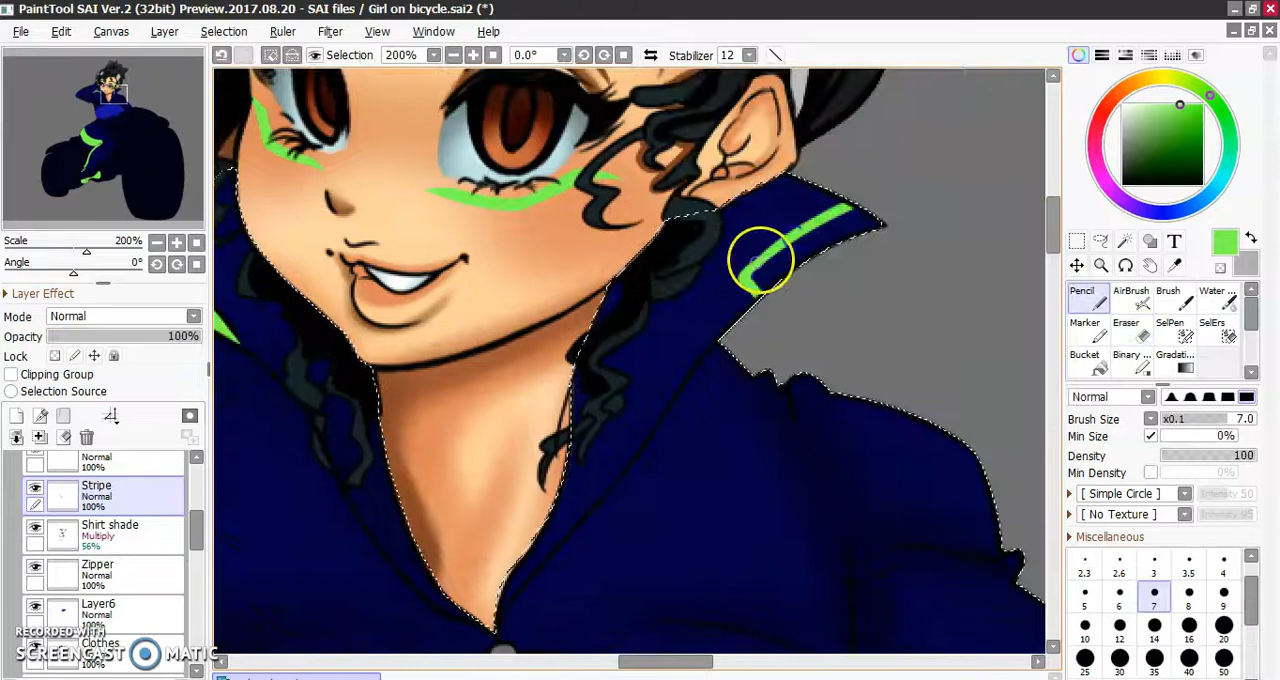 PaintTool SAI Ver.2 (32bit) Preview.2017.08.20 - SAI files / Girl on bicycle.sai2 (*)
File Edit Canvas Layer Selection Ruler Filter View Window Help
Selection 200% 0.0° Stabilizer 12
Scale 200%
Angle 0°
Layer Effect
Mode Normal
Opacity 100%
Lock
Clipping Group
Selection Source
Normal
100%
Stripe
Normal
100%
Shirt shade
Multiply
56%
Zipper
Normal
100%
Layer6
Normal
100%
Clothes
100%
RECORDED WITH
SCREENCAST MATIC
T
Pencil AirBrush Brush Water ..
Marker Eraser SelPen SelErs
Bucket Binary .. Gradati..
Normal
Brush Size x0.1 7.0
Min Size 0%
Density 100
Min Density 100%
[ Simple Circle ] Intensity 50
[ No Texture ] Intensity 95
Miscellaneous
2.3 2.6 3 3.5 4
5 6 7 8 9
10 12 14 16 20
25 30 35 40 50